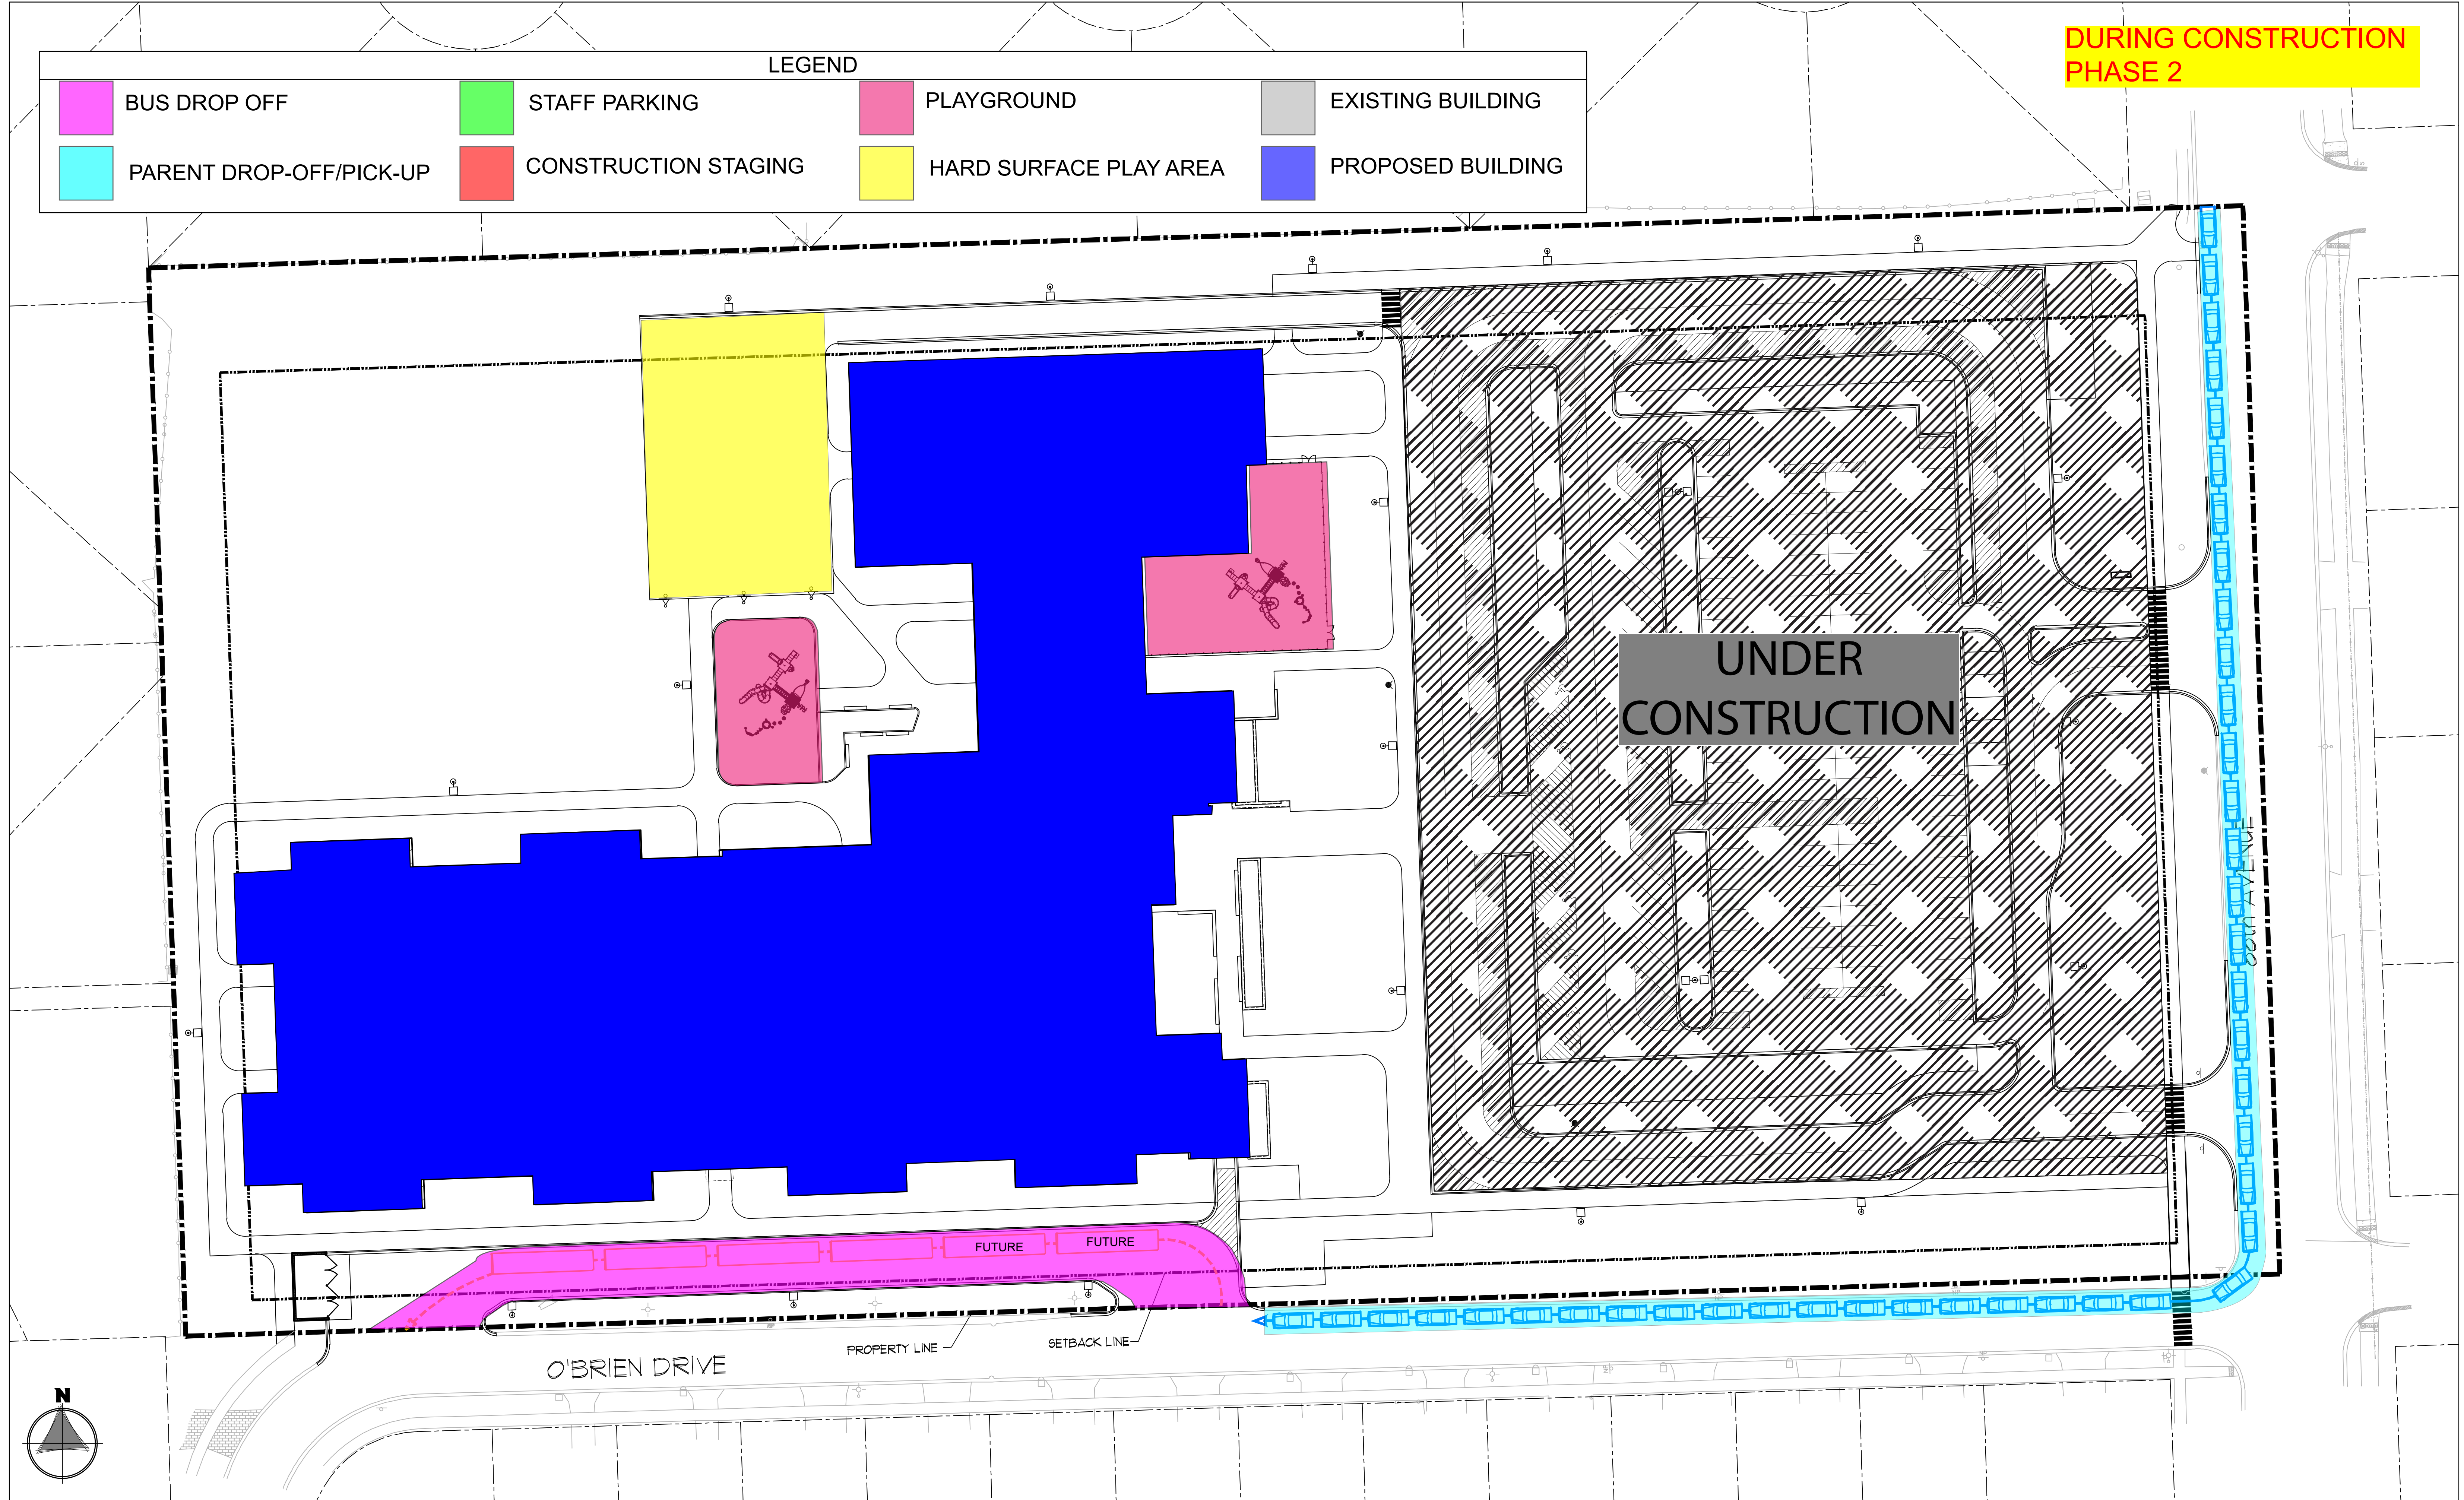 DURING CONSTRUCTION
PHASE 2
LEGEND
BUS DROP OFF
STAFF PARKING
PLAYGROUND
EXISTING BUILDING
PARENT DROP-OFF/PICK-UP
CONSTRUCTION STAGING
HARD SURFACE PLAY AREA
PROPOSED BUILDING
UNDER
CONSTRUCTION
AVENUE
FUTURE
FUTURE
PROPERTY LINE
SETBACK LINE
O'BRIEN DRIVE
N